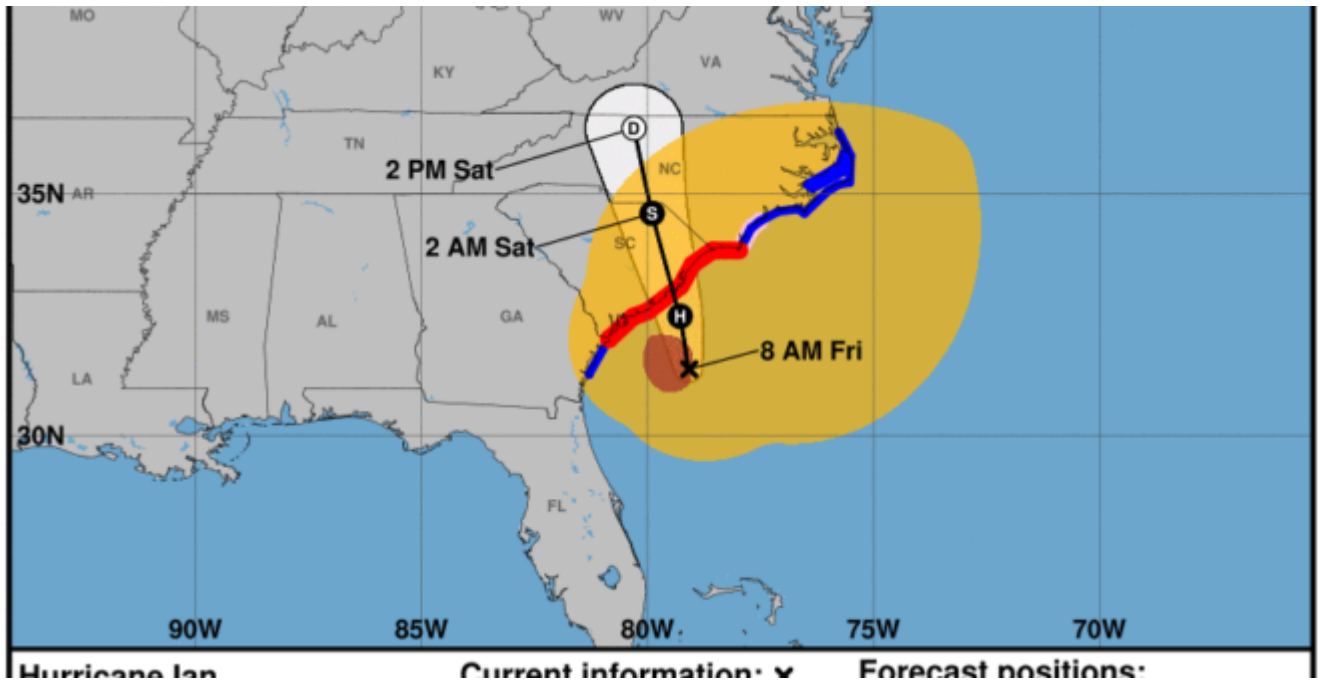 MO
WV
KY
VA
TN
D
2 PM Sat
NC
35N
AR
S
2 AM Sat
SC
MS
AL
GA
H
8 AM Fri
LA
30N
FL
90W
85W
80W
75W
70W
Hurricane Ian
Current information: x
Forecast positions: